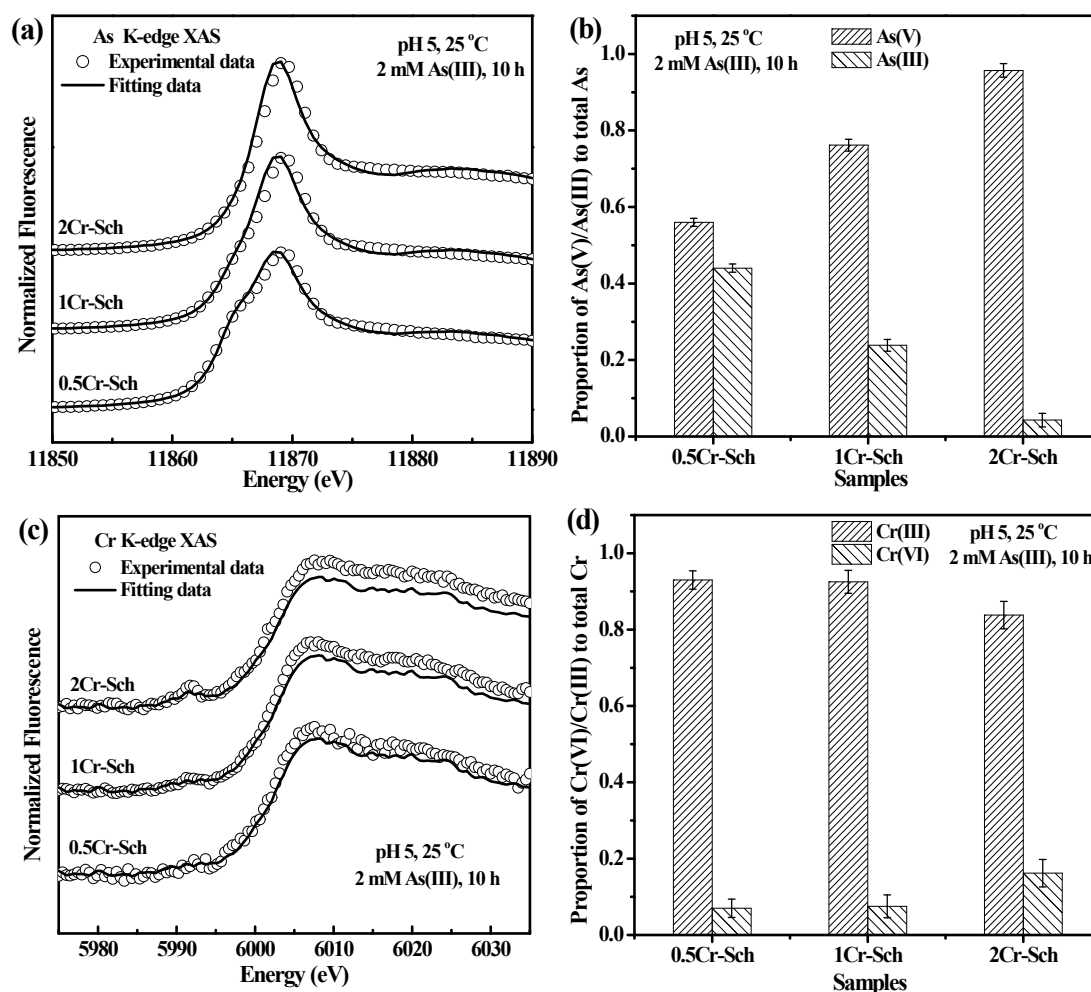 (a)
As K-edge XAS
Experimental data
Fitting data
pH 5, 25 °C
2 mM As(III), 10 h
2Cr-Sch
1Cr-Sch
0.5Cr-Sch
Normalized Fluorescence
11850 11860 11870 11880 11890
Energy (eV)
(b)
pH 5, 25 °C
2 mM As(III), 10 h
As(V)
As(III)
Proportion of As(V)/As(III) to total As
1.0
0.8
0.6
0.4
0.2
0.0
0.5Cr-Sch 1Cr-Sch 2Cr-Sch
Samples
(c)
Cr K-edge XAS
Experimental data
Fitting data
2Cr-Sch
1Cr-Sch
0.5Cr-Sch
pH 5, 25 °C
2 mM As(III), 10 h
Normalized Fluorescence
5980 5990 6000 6010 6020 6030
Energy (eV)
(d)
Cr(III)
Cr(VI)
pH 5, 25 °C
2 mM As(III), 10 h
Proportion of Cr(VI)/Cr(III) to total Cr
1.0
0.8
0.6
0.4
0.2
0.0
0.5Cr-Sch 1Cr-Sch 2Cr-Sch
Samples